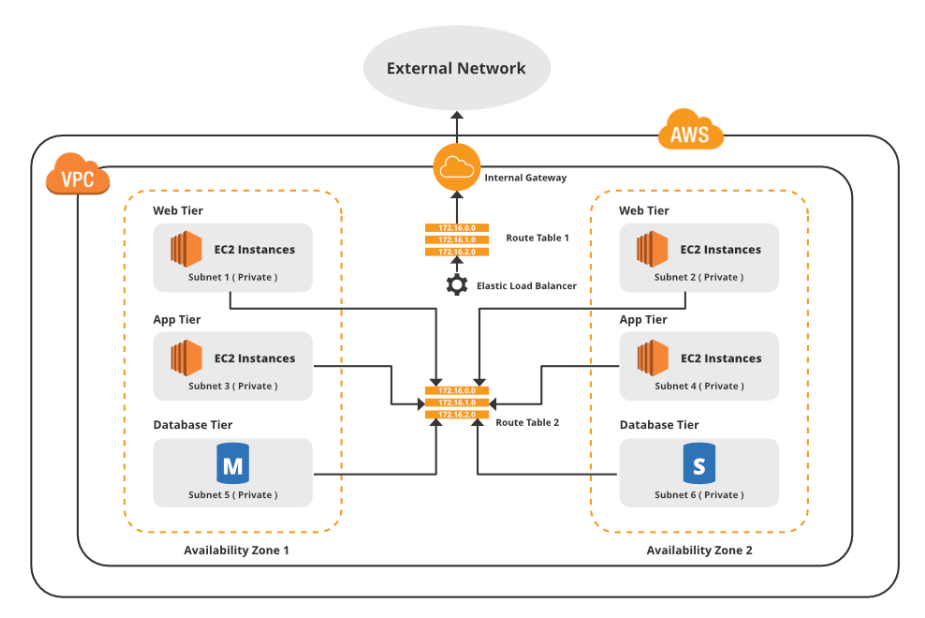 External Network
AWS
VPC
Internal Gateway
Web Tier
EC2 Instances
Subnet 1 ( Private )
172.16.0.0
172.16.1.0
172.16.2.0
Route Table 1
Elastic Load Balancer
Web Tier
EC2 Instances
Subnet 2 ( Private )
App Tier
EC2 Instances
Subnet 3 ( Private )
App Tier
EC2 Instances
Subnet 4 ( Private )
172.16.0.0
172.16.1.0
172.16.2.0
Route Table 2
Database Tier
M
Subnet 5 ( Private )
Database Tier
S
Subnet 6 ( Private )
Availability Zone 1
Availability Zone 2